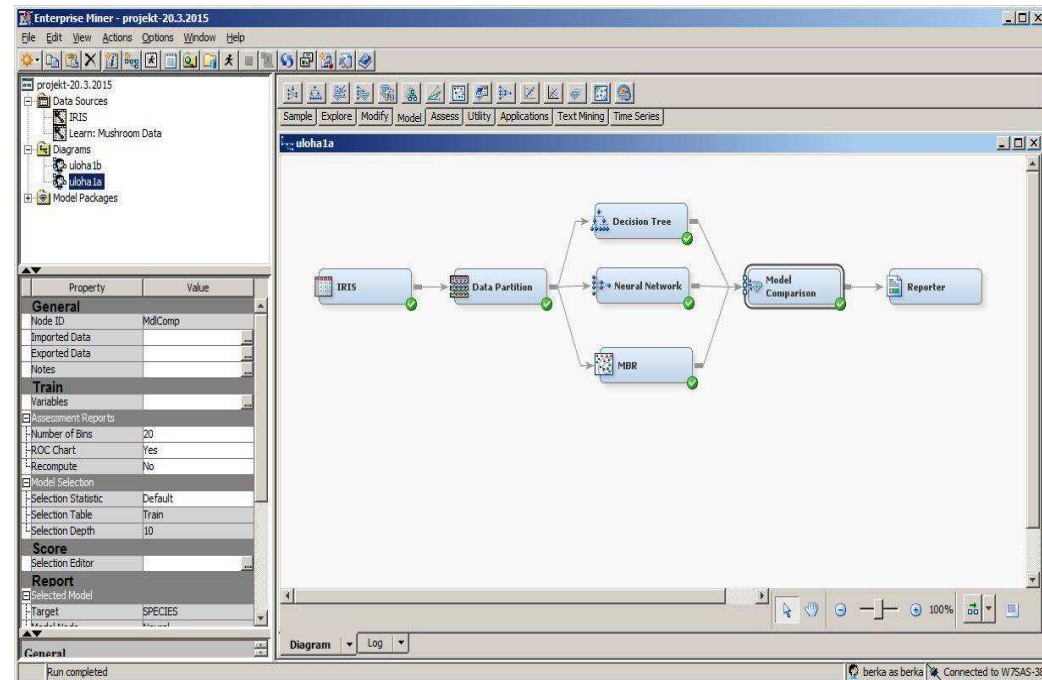 Enterprise Miner - projekt-20.3.2015
File Edit View Actions Options Window Help
projekt-20.3.2015
Data Sources
IRIS
Learn: Mushroom Data
Diagrams
uloha1b
uloha1a
Model Packages
Sample Explore Modify Model Assess Utility Applications Text Mining Time Series
uloha1a
Decision Tree
IRIS
Data Partition
Neural Network
Model Comparison
Reporter
MBR
Property Value
General
Node ID MdlComp
Imported Data
Exported Data
Notes
Train
Variables
Assessment Reports
Number of Bins 20
ROC Chart Yes
Recompute No
Model Selection
Selection Statistic Default
Selection Table Train
Selection Depth 10
Score
Selection Editor
Report
Selected Model
Target SPECIES
General
100%
Diagram Log
Run completed
berka as berka Connected to W7SAS-38